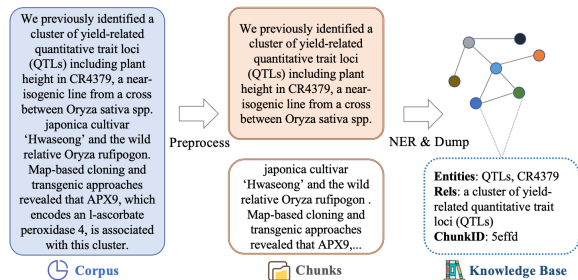 We previously identified a
cluster of yield-related
quantitative trait loci
(QTLs) including plant
height in CR4379, a near-
isogenic line from a cross
between Oryza sativa spp.
japonica cultivar
'Hwaseong' and the wild
relative Oryza rufipogon.
Map-based cloning and
transgenic approaches
revealed that APX9, which
encodes an l-ascorbate
peroxidase 4, is associated
with this cluster.
Corpus
Preprocess
We previously identified a
cluster of yield-related
quantitative trait loci
(QTLs) including plant
height in CR4379, a near-
isogenic line from a cross
between Oryza sativa spp.
japonica cultivar
'Hwaseong' and the wild
relative Oryza rufipogon .
Map-based cloning and
transgenic approaches
revealed that APX9,...
Chunks
NER & Dump
Entities: QTLs, CR4379
Rels: a cluster of yield-
related quantitative trait
loci (QTLs)
ChunkID: 5effd
Knowledge Base